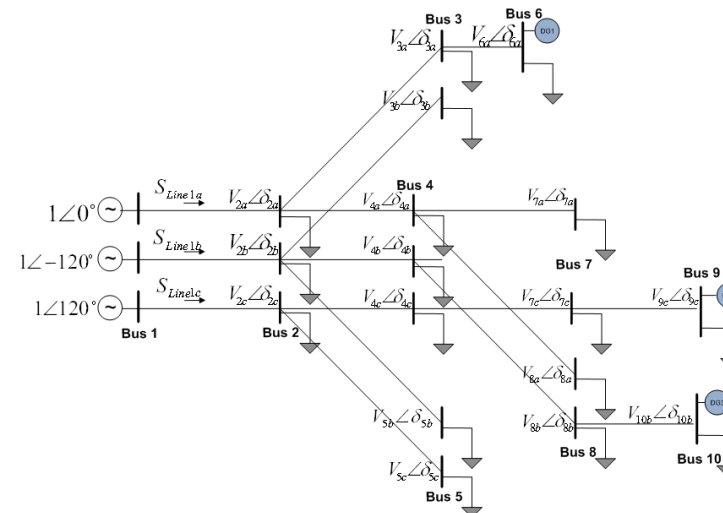 Bus 3
Bus 6
V3a∠δ3a
V6a∠δ6a
DG1
V3b∠δ3b
1∠0°
~
SLine1a
V2a∠δ2a
Bus 4
V4a∠δ4a
V7a∠δ7a
1∠−120°
~
SLine1b
V2b∠δ2b
V4b∠δ4b
Bus 7
Bus 9
1∠120°
~
SLine1c
V2c∠δ2c
V4c∠δ4c
V7c∠δ7c
V9c∠δ9c
Bus 1
Bus 2
V8a∠δ8a
V5b∠δ5b
V8b∠δ8b
V10b∠δ10b
Bus 8
Bus 10
V5c∠δ5c
Bus 5